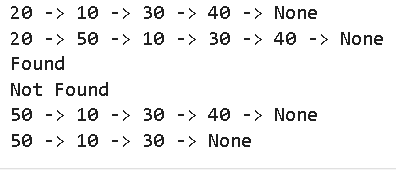 20 -> 10 -> 30 -> 40 -> None
20 -> 50 -> 10 -> 30 -> 40 -> None
Found
Not Found
50 -> 10 -> 30 -> 40 -> None
50 -> 10 -> 30 -> None